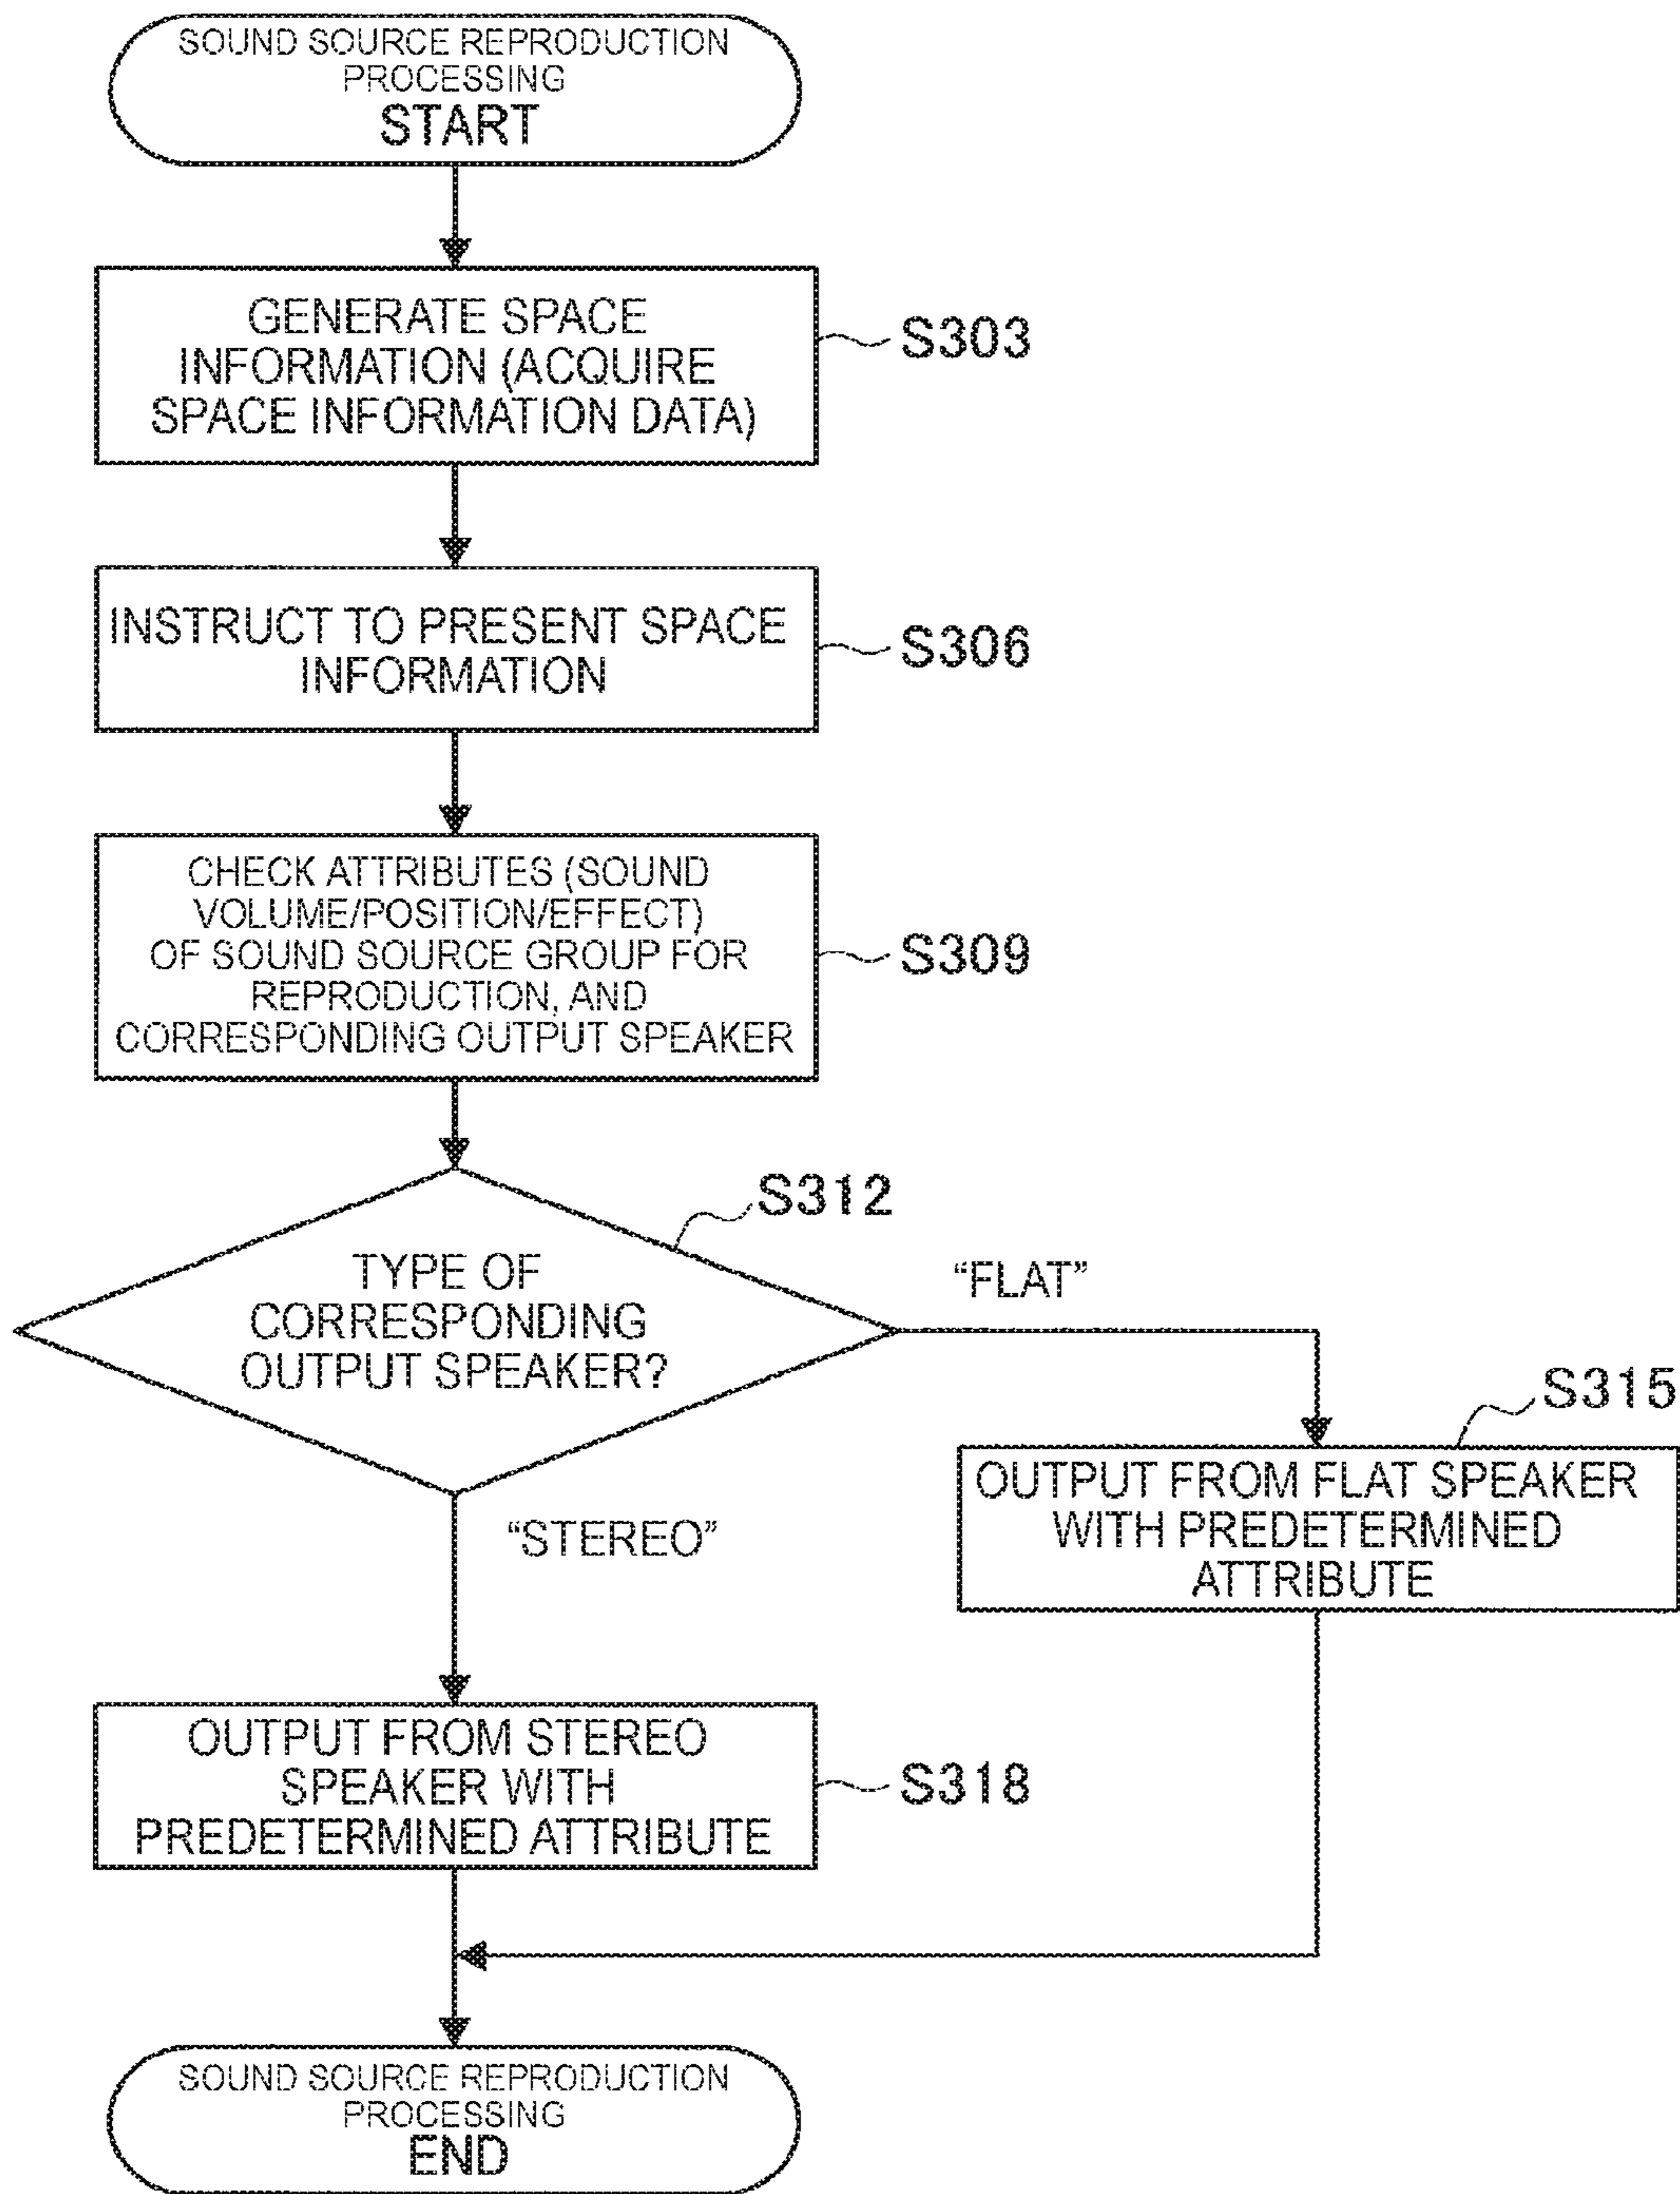 SOUND SOURCE REPRODUCTION
PROCESSING
START
GENERATE SPACE
INFORMATION (ACQUIRE
SPACE INFORMATION DATA)
S303
INSTRUCT TO PRESENT SPACE
INFORMATION
S306
CHECK ATTRIBUTES (SOUND
VOLUME/POSITION/EFFECT)
OF SOUND SOURCE GROUP FOR
REPRODUCTION, AND
CORRESPONDING OUTPUT SPEAKER
S309
S312
TYPE OF
CORRESPONDING
OUTPUT SPEAKER?
“FLAT”
S315
OUTPUT FROM FLAT SPEAKER
WITH PREDETERMINED
ATTRIBUTE
“STEREO”
OUTPUT FROM STEREO
SPEAKER WITH
PREDETERMINED ATTRIBUTE
S318
SOUND SOURCE REPRODUCTION
PROCESSING
END